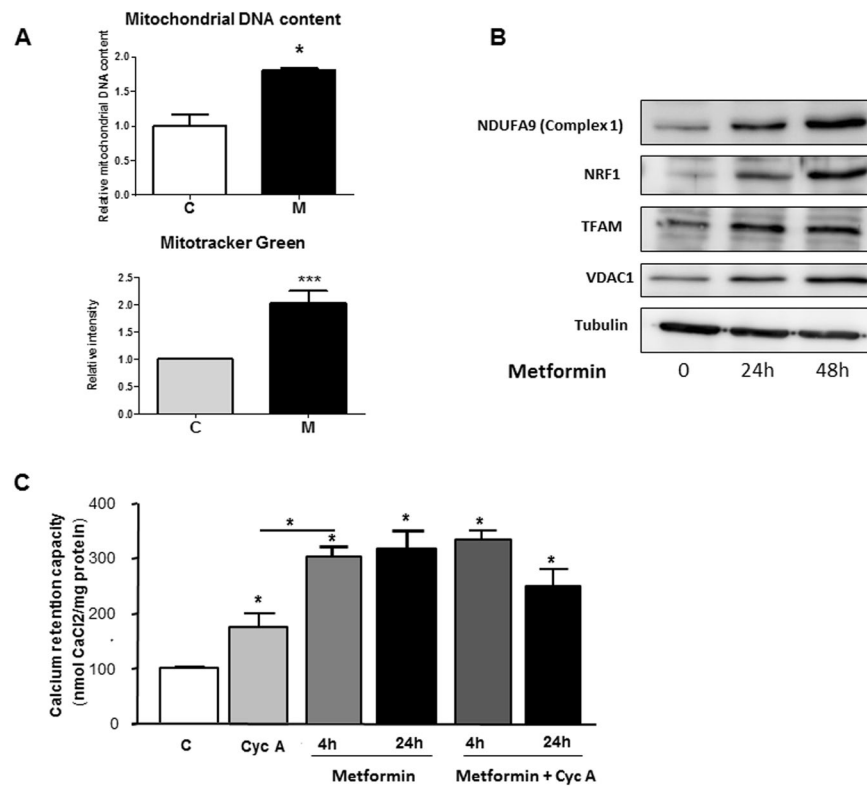 A
Mitochondrial DNA content
Relative mitochondrial DNA content
2.0
1.5
1.0
0.5
0.0
*
C
M
Mitotracker Green
Relative intensity
2.5
2.0
1.5
1.0
0.5
0.0
***
C
M
B
NDUFA9 (Complex 1)
NRF1
TFAM
VDAC1
Tubulin
Metformin 0 24h 48h
C
Calcium retention capacity
(nmol CaCl2/mg protein)
400
300
200
100
0
*
*
*
*
*
*
C Cyc A 4h 24h 4h 24h
Metformin Metformin + Cyc A